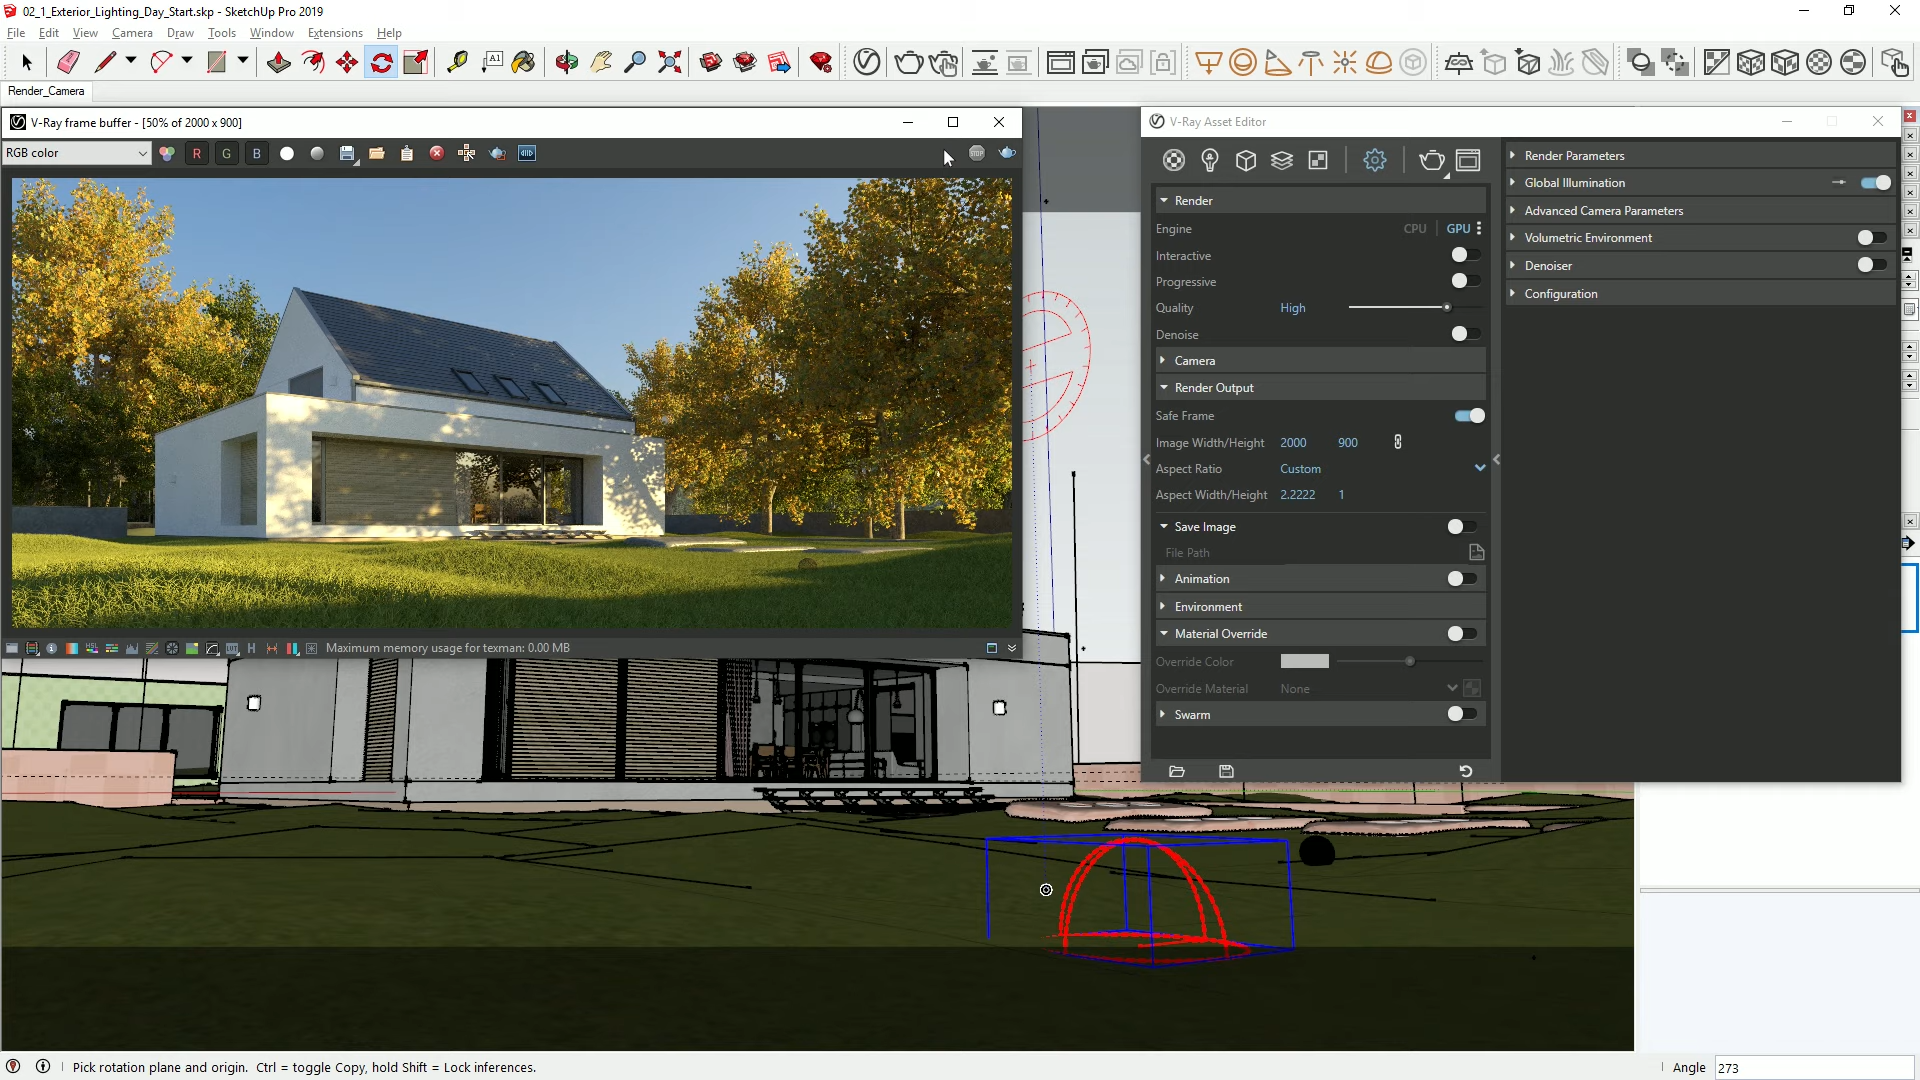 02_1_Exterior_Lighting_Day_Start.skp - SketchUp Pro 2019
File Edit View Camera Draw Tools Window Extensions Help
A1
Render_Camera
V-Ray frame buffer - [50% of 2000 x 900]
RGB color
R G B
STOP
HSL
H
Maximum memory usage for texman: 0.00 MB
V-Ray Asset Editor
Render
Engine CPU GPU
Interactive
Progressive
Quality High
Denoise
Camera
Render Output
Safe Frame
Image Width/Height 2000 900
Aspect Ratio Custom
Aspect Width/Height 2.2222 1
Save Image
File Path
Animation
Environment
Material Override
Override Color
Override Material None
Swarm
Render Parameters
Global Illumination
Advanced Camera Parameters
Volumetric Environment
Denoiser
Configuration
Pick rotation plane and origin. Ctrl = toggle Copy, hold Shift = Lock inferences.
Angle 273